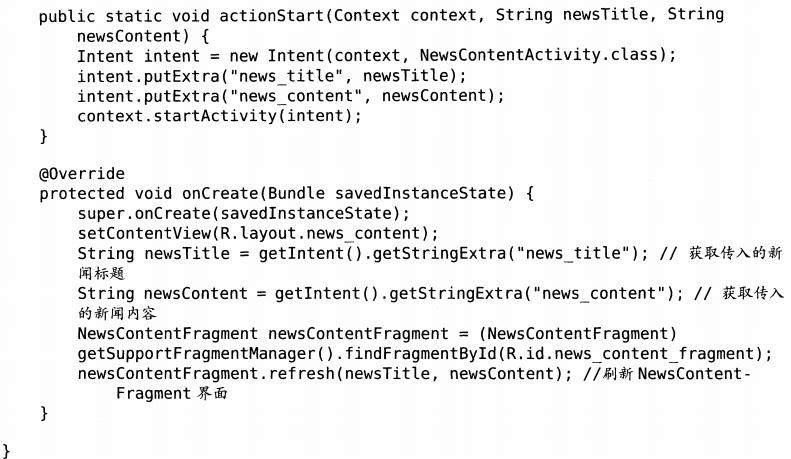 public static void actionStart(Context context, String newsTitle, String
newsContent) {
Intent intent = new Intent(context, NewsContentActivity.class);
intent.putExtra("news_title", newsTitle);
intent.putExtra("news_content", newsContent);
context.startActivity(intent);
}
@Override
protected void onCreate(Bundle savedInstanceState) {
super.onCreate(savedInstanceState);
setContentView(R.layout.news_content);
String newsTitle = getIntent().getStringExtra("news_title"); // 获取传入的新
闻标题
String newsContent = getIntent().getStringExtra("news_content"); // 获取传入
的新闻内容
NewsContentFragment newsContentFragment = (NewsContentFragment)
getSupportFragmentManager().findFragmentById(R.id.news_content_fragment);
newsContentFragment.refresh(newsTitle, newsContent); //刷新 NewsContent-
Fragment 界面
}
}